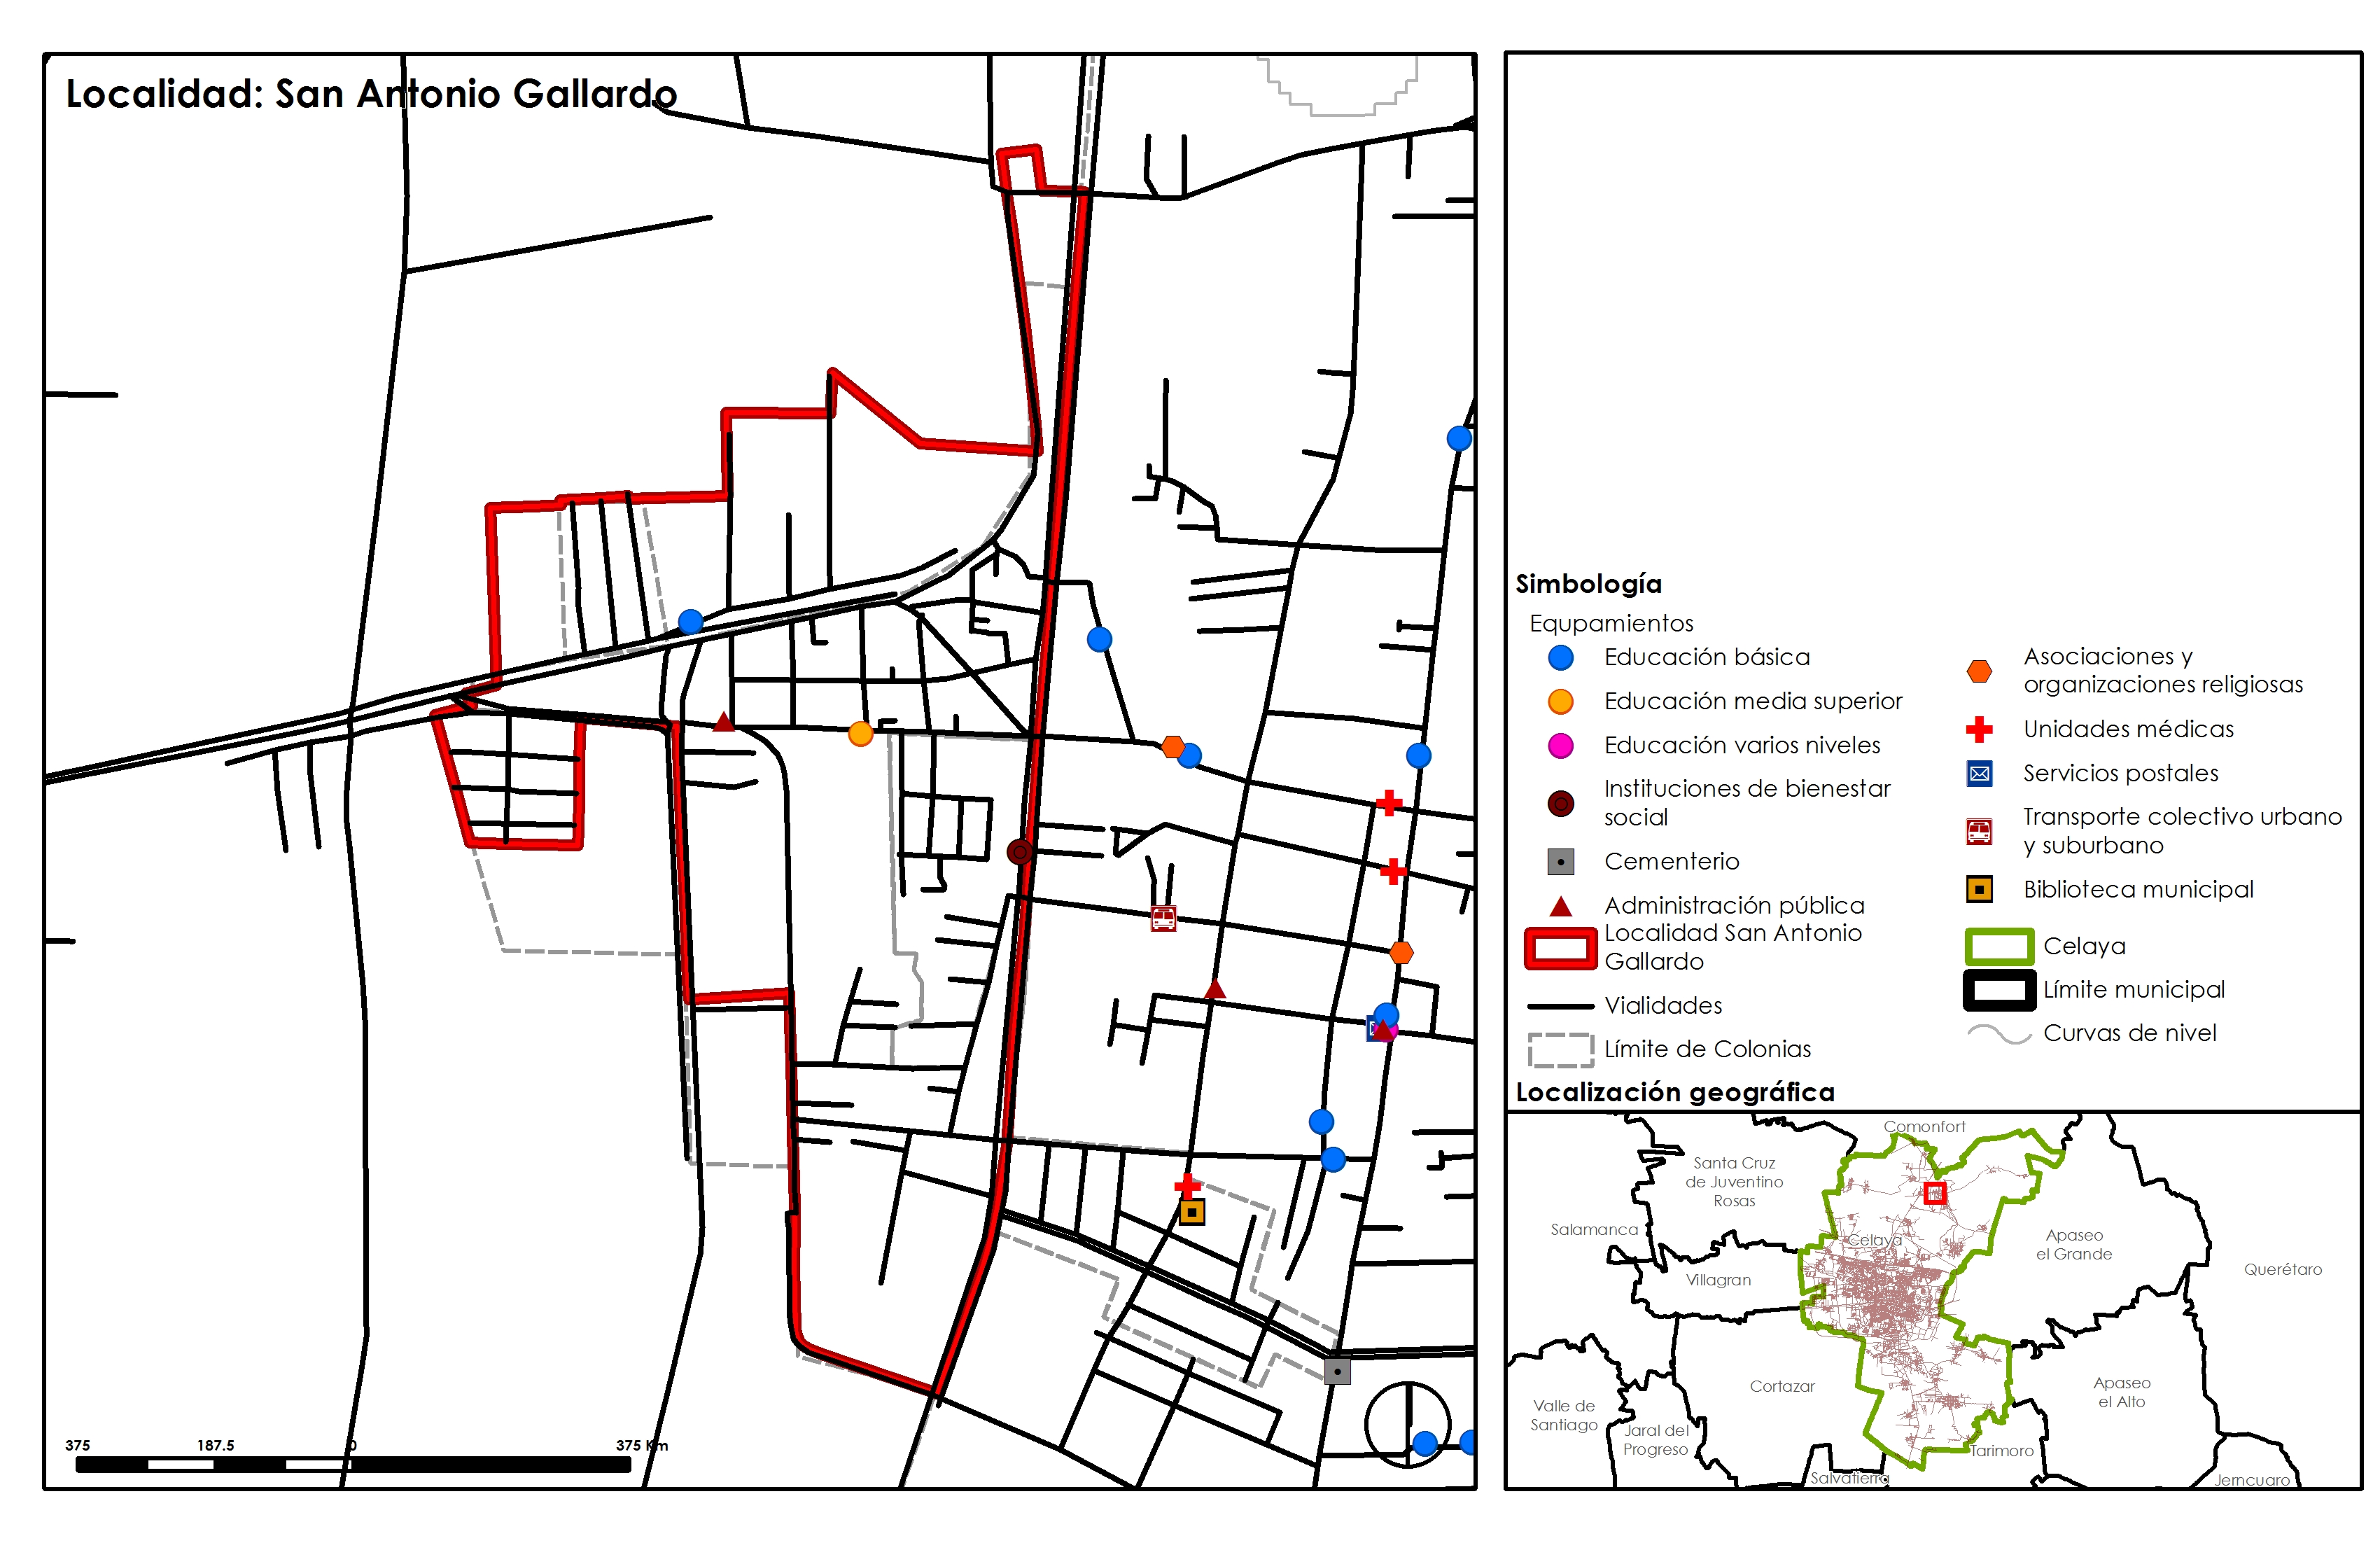 Localidad: San Antonio Gallardo
375
187.5
0
375 Km
Simbología
Equpamientos
Educación básica
Educación media superior
Educación varios niveles
Instituciones de bienestar
social
Cementerio
Administración pública
Localidad San Antonio
Gallardo
Vialidades
Límite de Colonias
Asociaciones y
organizaciones religiosas
Unidades médicas
Servicios postales
Transporte colectivo urbano
y suburbano
Biblioteca municipal
Celaya
Límite municipal
Curvas de nivel
Localización geográfica
Comonfort
Santa Cruz
de Juventino
Rosas
Salamanca
Celaya
Apaseo
el Grande
Villagran
Querétaro
Cortazar
Apaseo
el Alto
Valle de
Santiago
Jaral del
Progreso
Tarimoro
Salvatierra
Jerncuaro